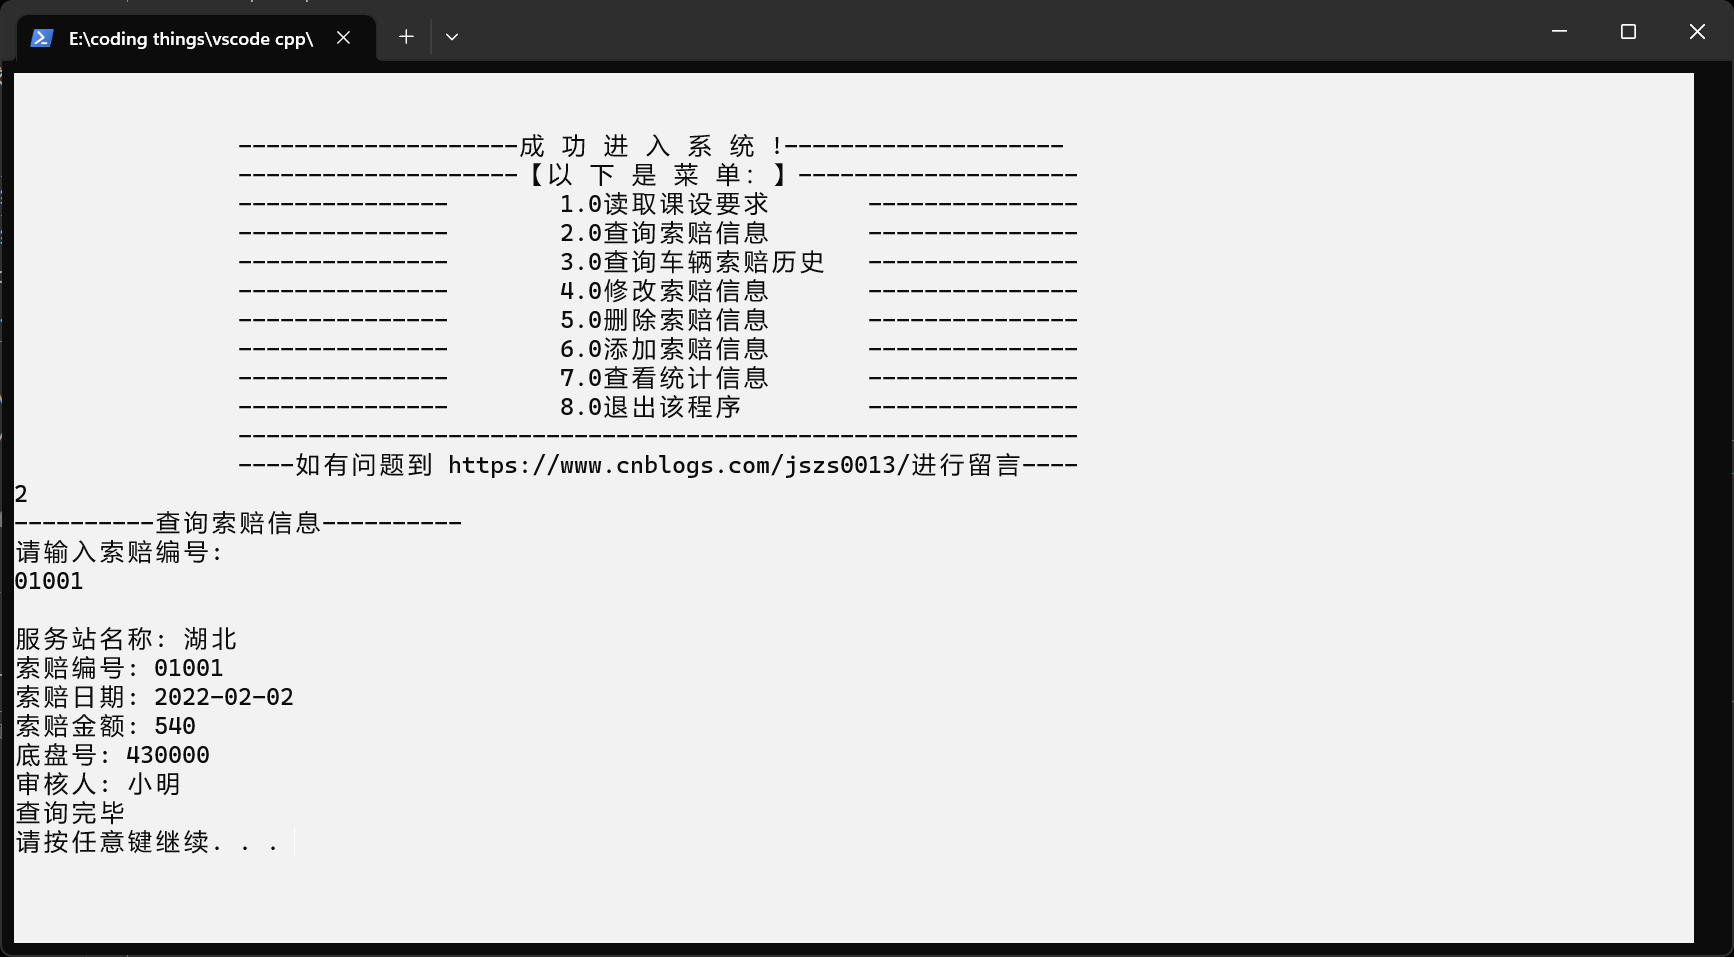 E:\coding things\vscode cpp\
--------------------成 功 进 入 系 统 !--------------------
--------------------【以 下 是 菜 单: 】--------------------
---------------        1.0读取课设要求       ---------------
---------------        2.0查询索赔信息       ---------------
---------------        3.0查询车辆索赔历史   ---------------
---------------        4.0修改索赔信息       ---------------
---------------        5.0删除索赔信息       ---------------
---------------        6.0添加索赔信息       ---------------
---------------        7.0查看统计信息       ---------------
---------------        8.0退出该程序         ---------------
------------------------------------------------------------
----如有问题到 https://www.cnblogs.com/jszs0013/进行留言----
2
----------查询索赔信息----------
请输入索赔编号:
01001
服务站名称: 湖北
索赔编号: 01001
索赔日期: 2022-02-02
索赔金额: 540
底盘号: 430000
审核人: 小明
查询完毕
请按任意键继续. . .